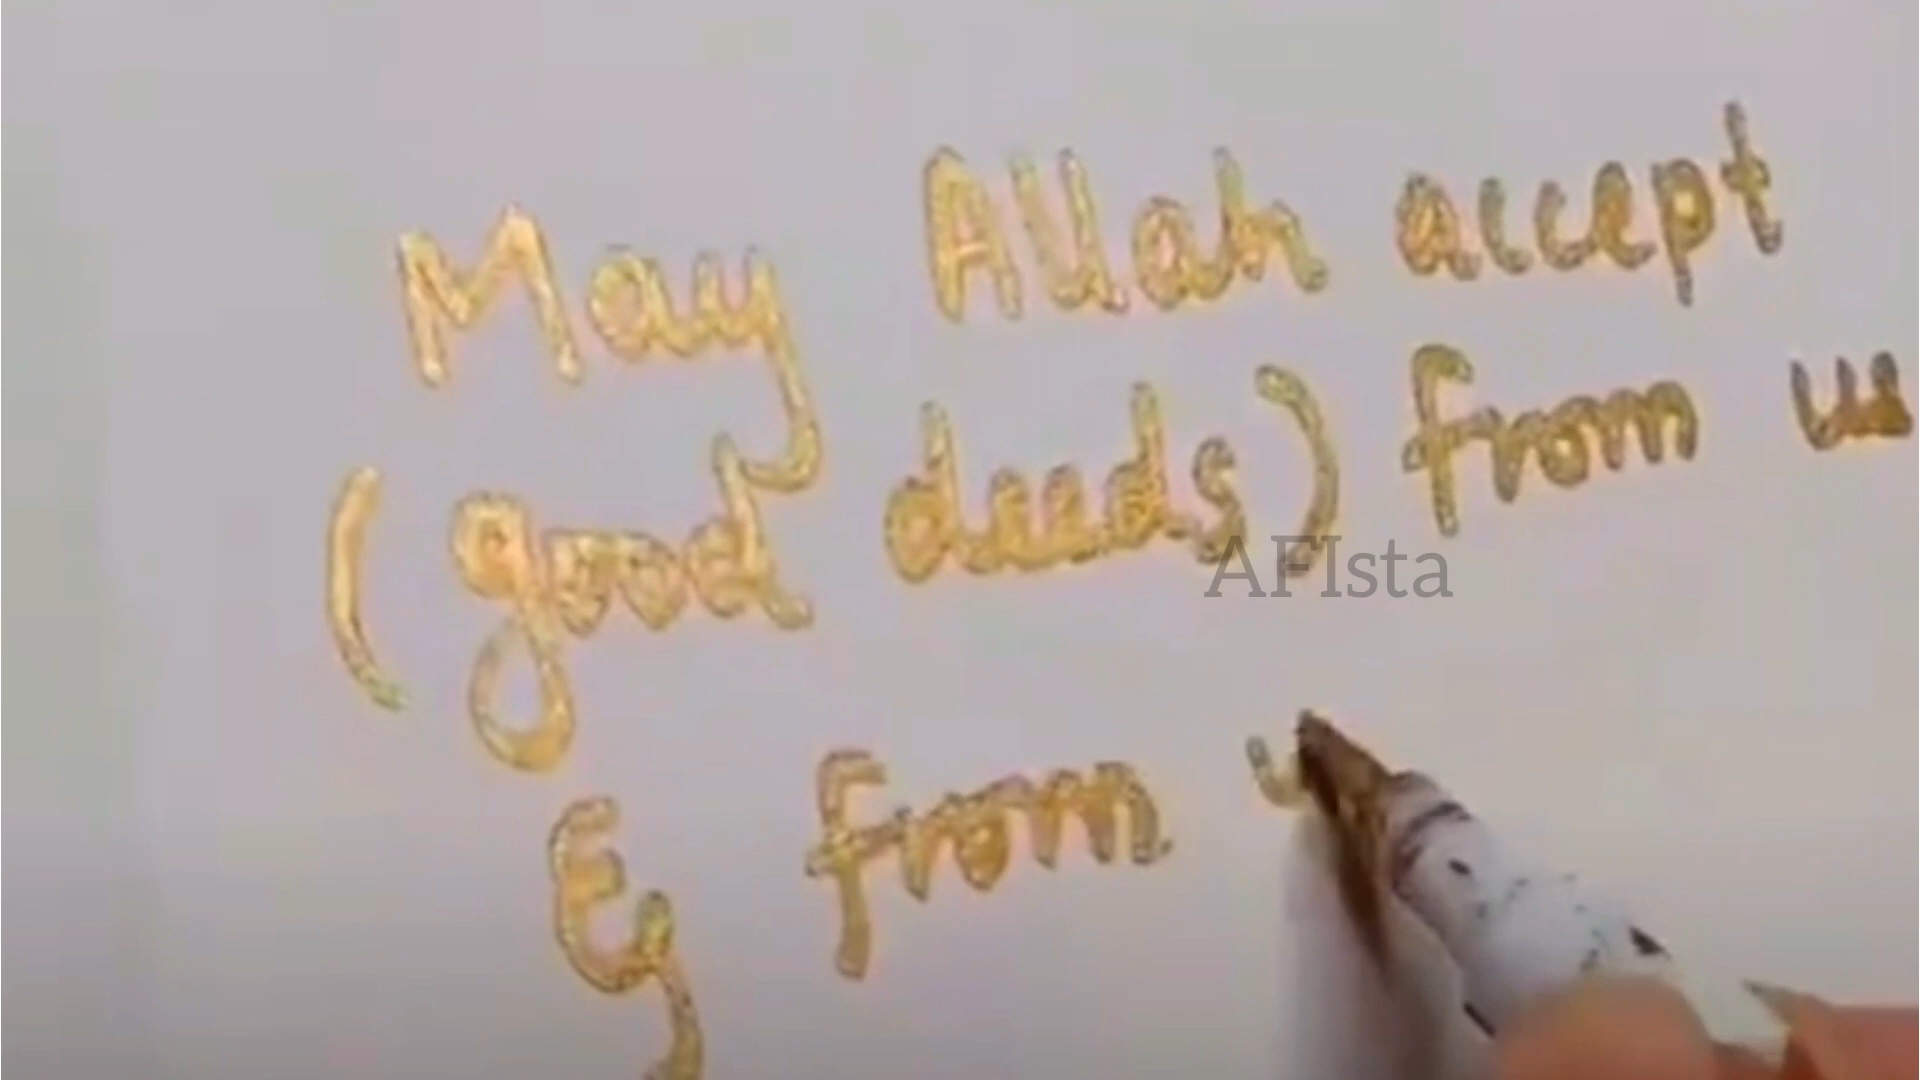 May Allah accept
(good deeds) from us
AFIsta
& from